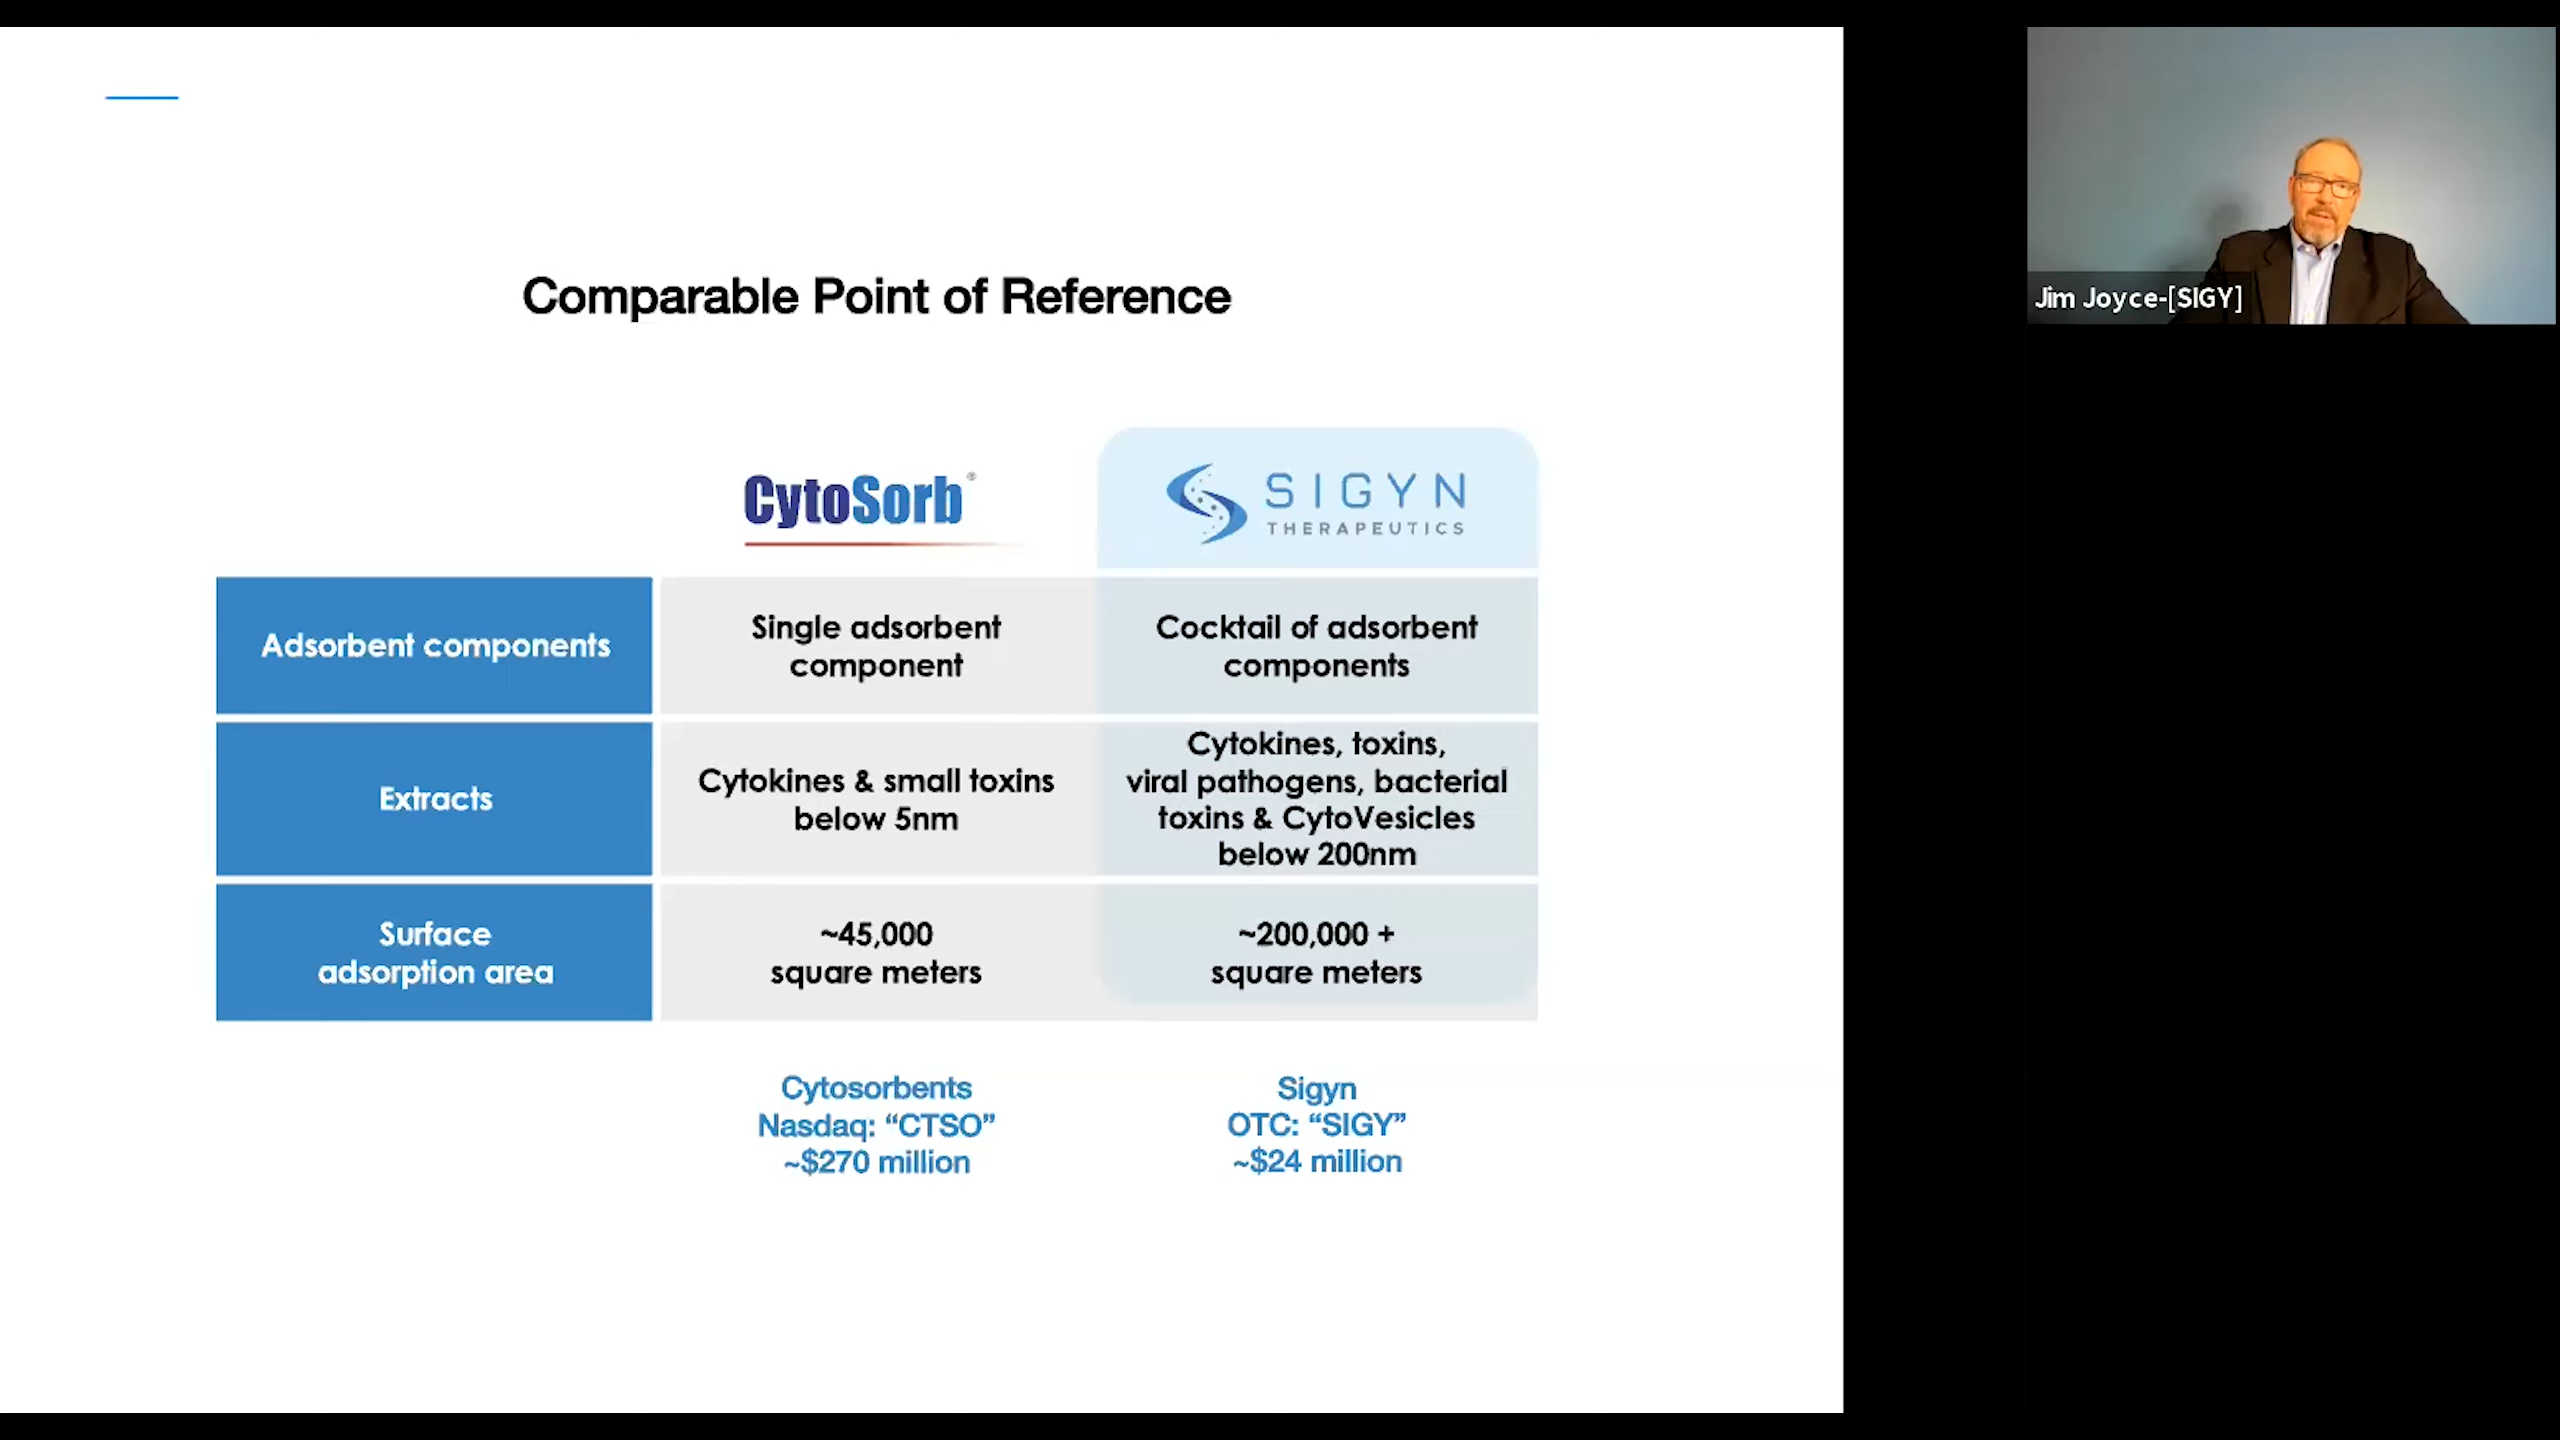 Jim Joyce-[SIGY]
Comparable Point of Reference
CytoSorb®
SIGYN
THERAPEUTICS
Adsorbent components
Single adsorbent
component
Cocktail of adsorbent
components
Extracts
Cytokines & small toxins
below 5nm
Cytokines, toxins,
viral pathogens, bacterial
toxins & CytoVesicles
below 200nm
Surface
adsorption area
~45,000
square meters
~200,000 +
square meters
Cytosorbents
Nasdaq: “CTSO”
~$270 million
Sigyn
OTC: “SIGY”
~$24 million